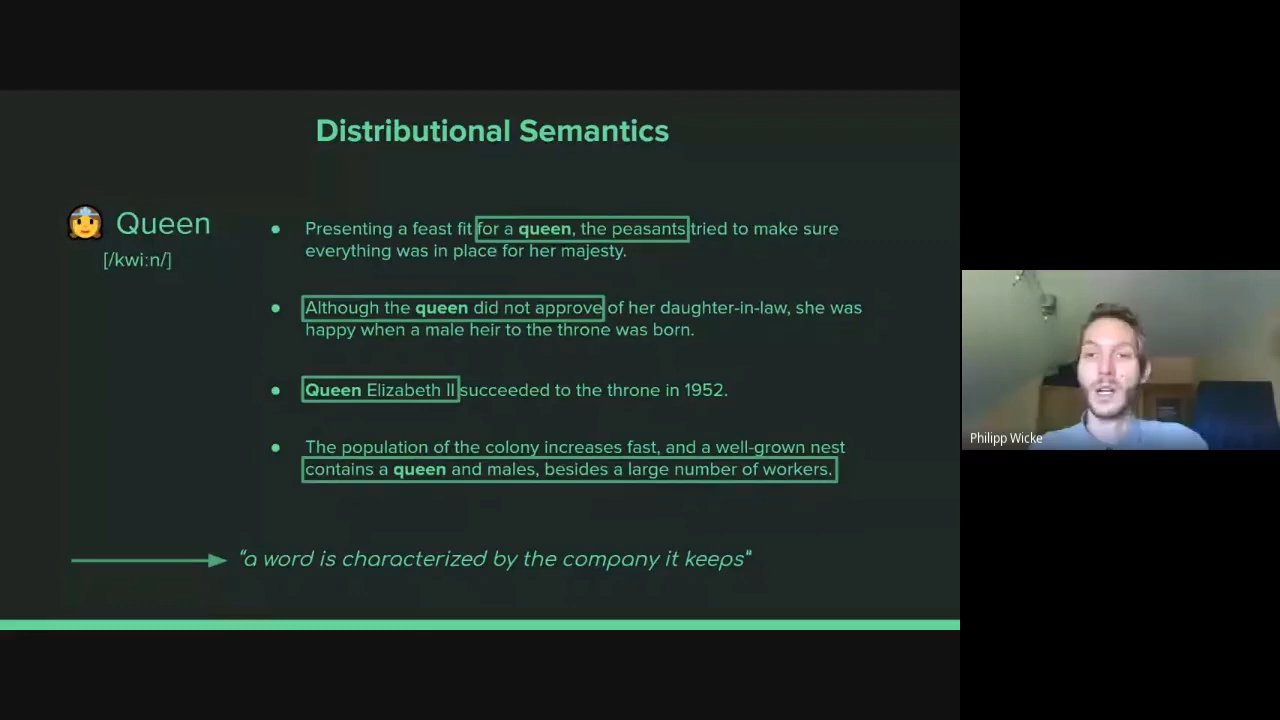 Distributional Semantics
Queen
[/kwi:n/]
• Presenting a feast fit for a queen, the peasants tried to make sure
everything was in place for her majesty.
• Although the queen did not approve of her daughter-in-law, she was
happy when a male heir to the throne was born.
• Queen Elizabeth II succeeded to the throne in 1952.
• The population of the colony increases fast, and a well-grown nest
contains a queen and males, besides a large number of workers.
“a word is characterized by the company it keeps”
Philipp Wicke